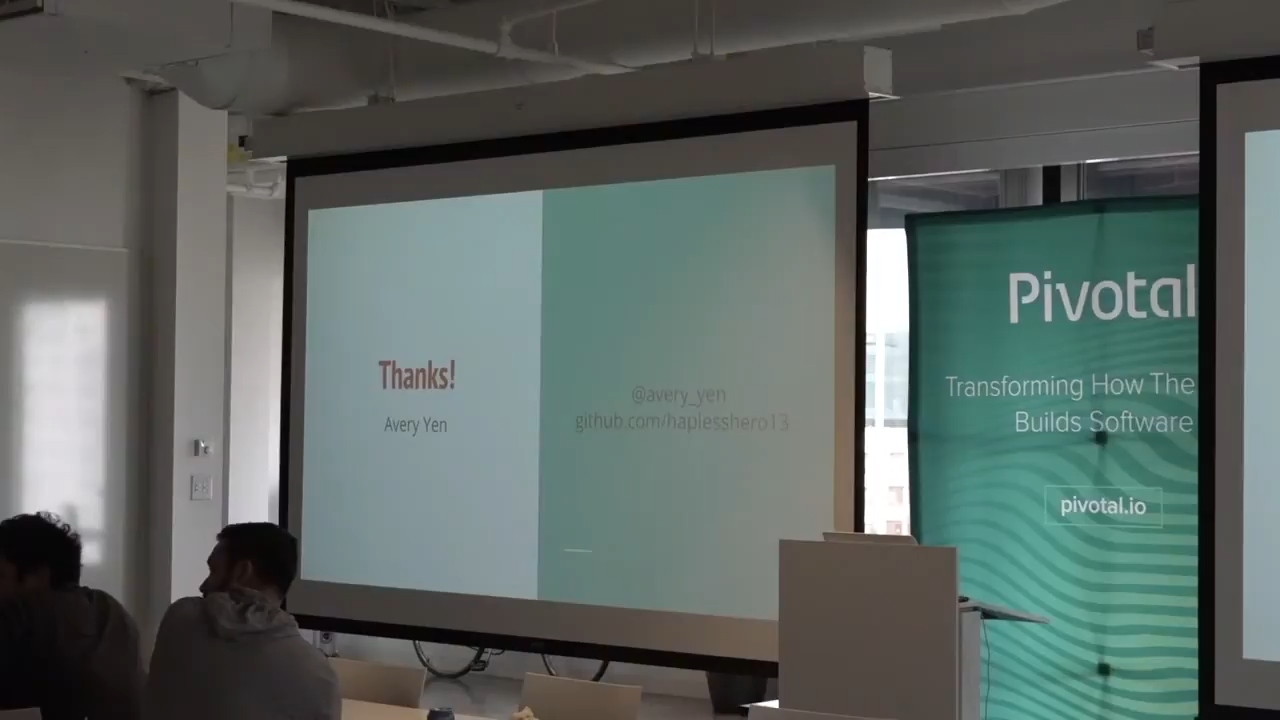 Thanks!
Avery Yen
@avery_yen
github.com/haplesshero13
Pivotal
Transforming How The
Builds Software
pivotal.io